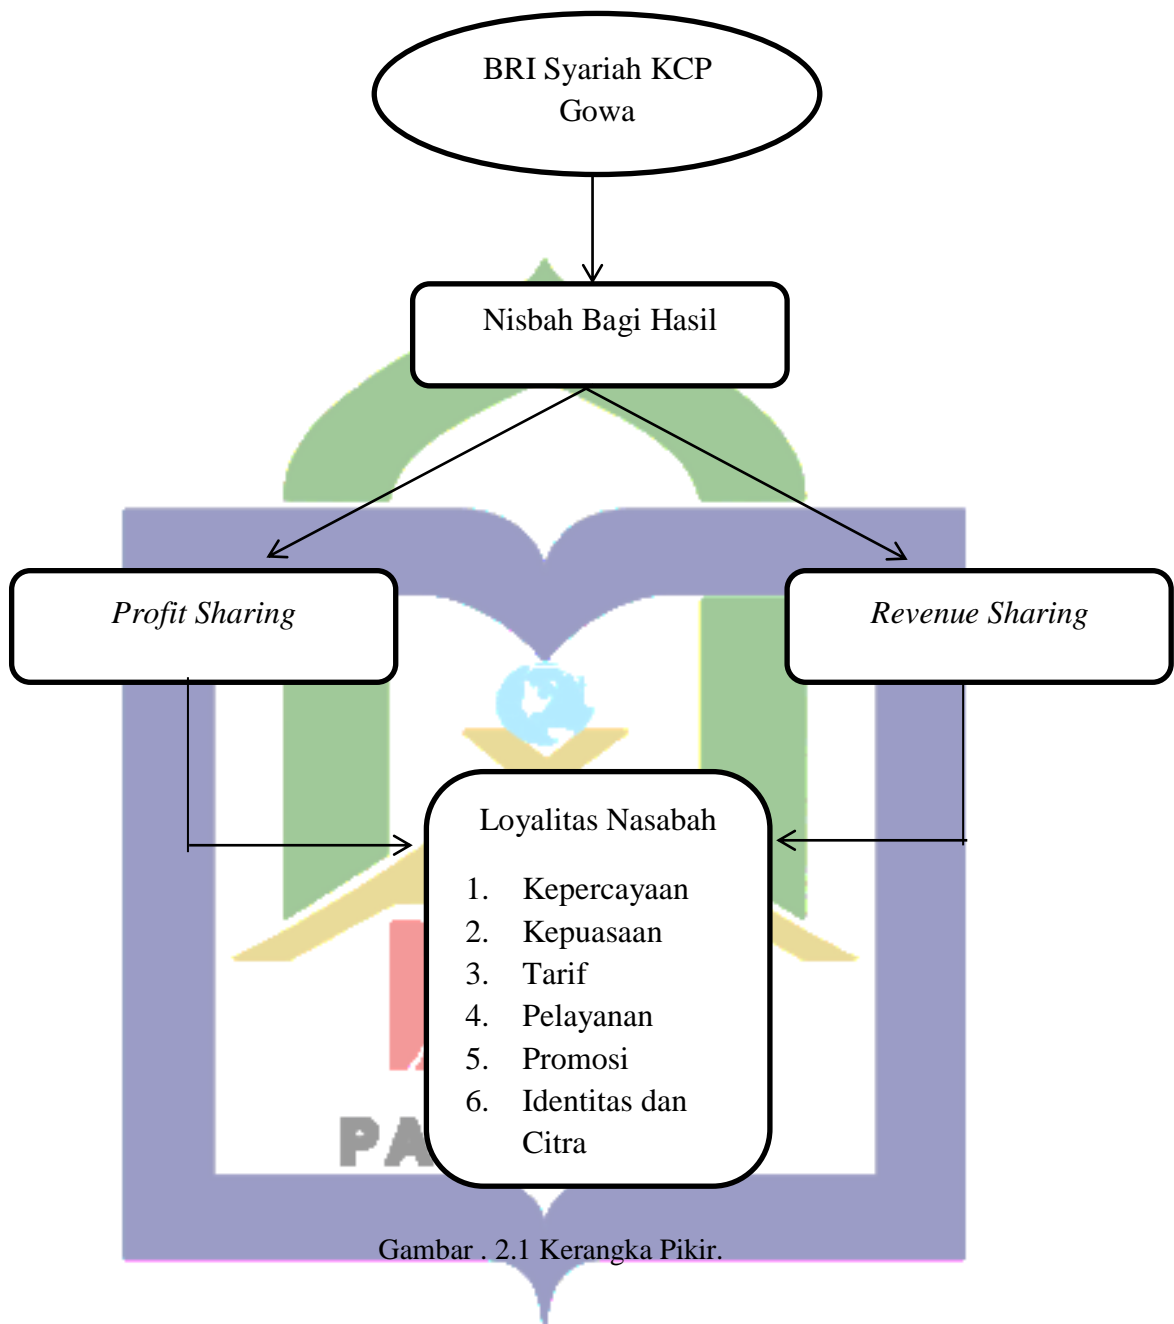 BRI Syariah KCP
Gowa
Nisbah Bagi Hasil
Profit Sharing
Revenue Sharing
Loyalitas Nasabah
1. Kepercayaan
2. Kepuasaan
3. Tarif
4. Pelayanan
5. Promosi
6. Identitas dan
Citra
PA
Gambar . 2.1 Kerangka Pikir.